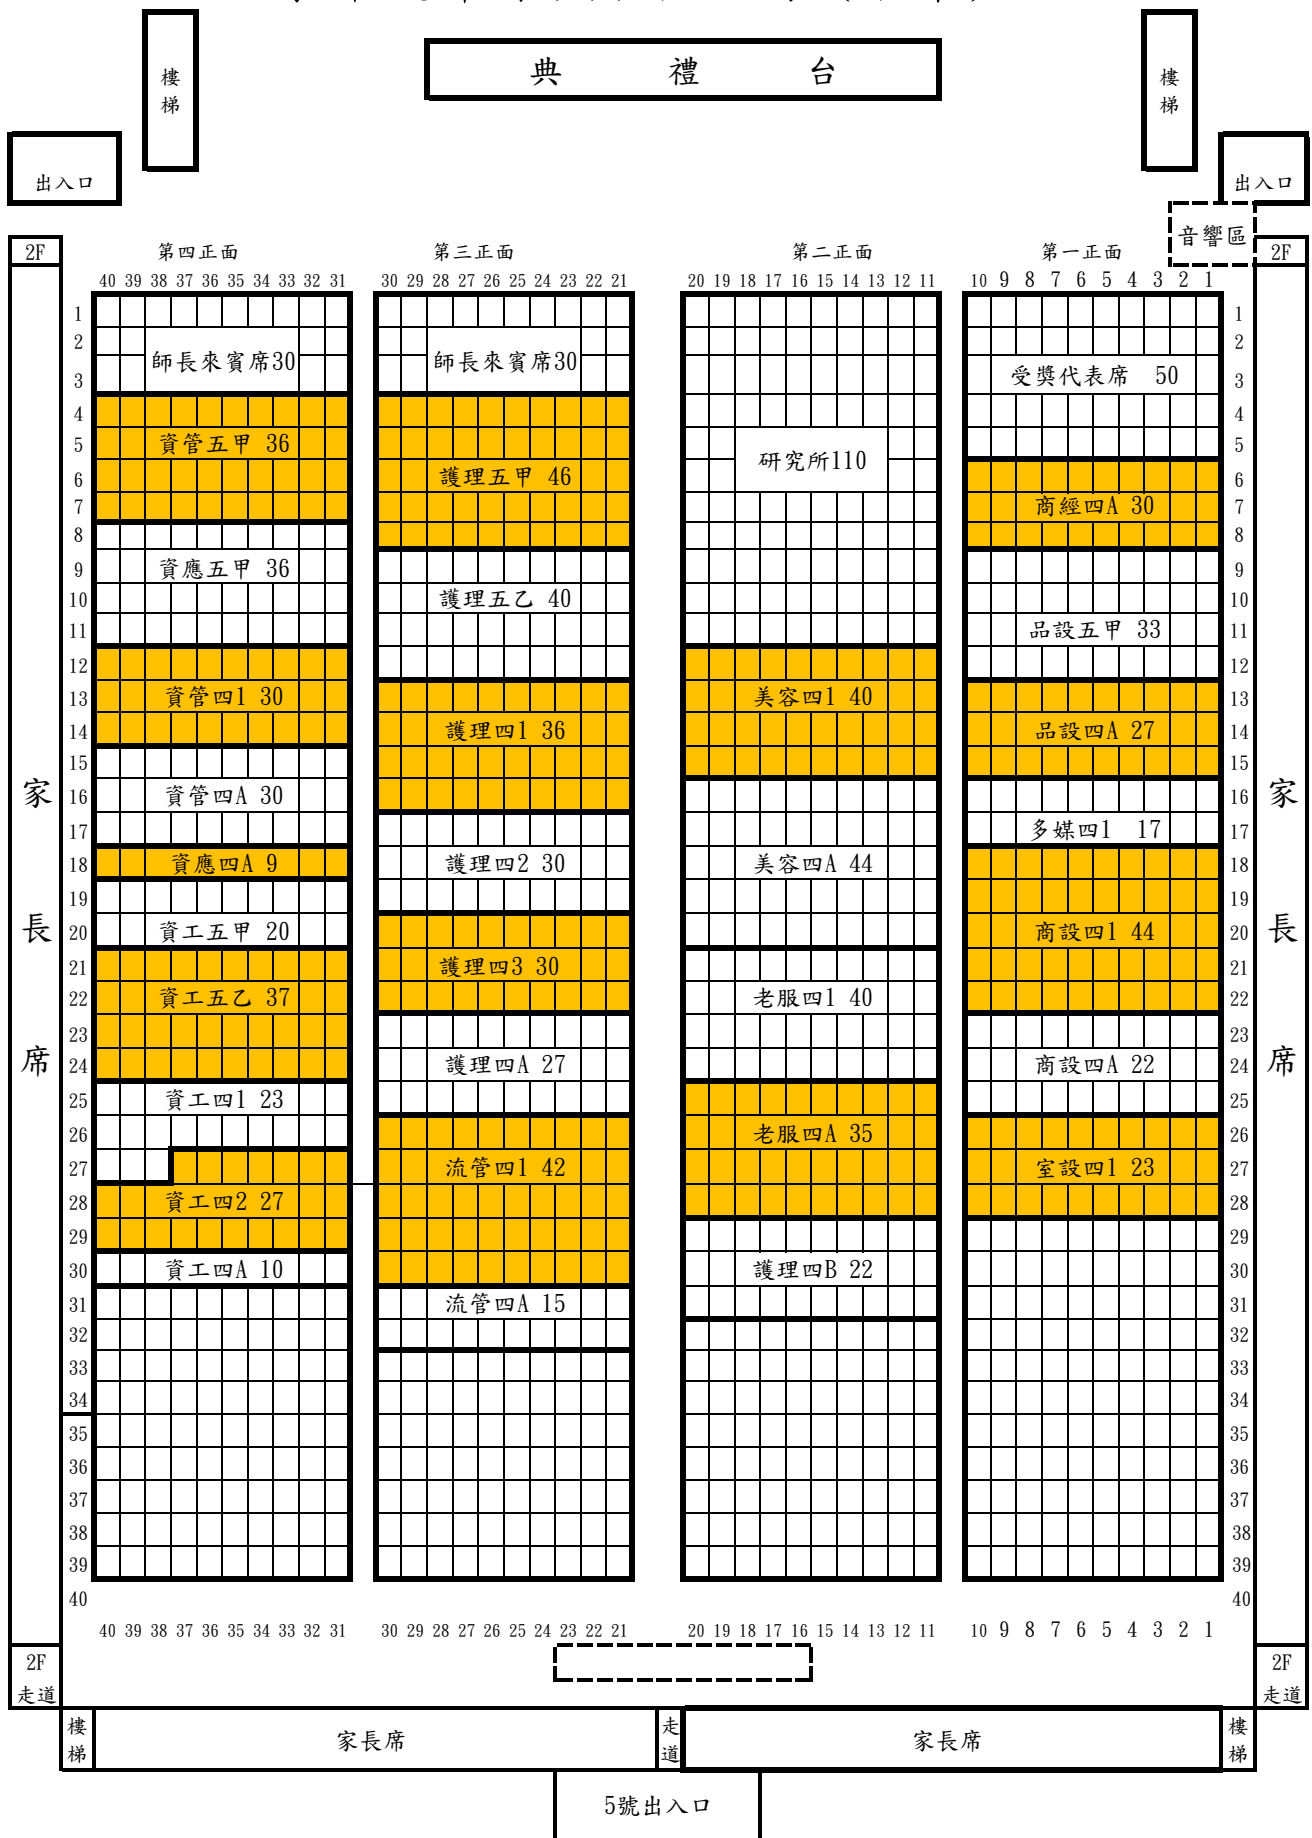 典 禮 台
樓梯
樓梯
出入口
出入口
音響區
2F
第四正面
第三正面
第二正面
第一正面
2F
40 39 38 37 36 35 34 33 32 31
30 29 28 27 26 25 24 23 22 21
20 19 18 17 16 15 14 13 12 11
10 9 8 7 6 5 4 3 2 1
家長席
1
2
3
4
5
6
7
8
9
10
11
12
13
14
15
16
17
18
19
20
21
22
23
24
25
26
27
28
29
30
31
32
33
34
35
36
37
38
39
40
師長來賓席30
資管五甲 36
資應五甲 36
資管四1 30
資管四A 30
資應四A 9
資工五甲 20
資工五乙 37
資工四1 23
資工四2 27
資工四A 10
師長來賓席30
護理五甲 46
護理五乙 40
護理四1 36
護理四2 30
護理四3 30
護理四A 27
流管四1 42
流管四A 15
研究所110
美容四1 40
美容四A 44
老服四1 40
老服四A 35
護理四B 22
受獎代表席 50
商經四A 30
品設五甲 33
品設四A 27
多媒四1 17
商設四1 44
商設四A 22
室設四1 23
1
2
3
4
5
6
7
8
9
10
11
12
13
14
15
16
17
18
19
20
21
22
23
24
25
26
27
28
29
30
31
32
33
34
35
36
37
38
39
40
家長席
40 39 38 37 36 35 34 33 32 31
30 29 28 27 26 25 24 23 22 21
20 19 18 17 16 15 14 13 12 11
10 9 8 7 6 5 4 3 2 1
2F
走道
2F
走道
樓梯
家長席
走道
家長席
樓梯
5號出入口